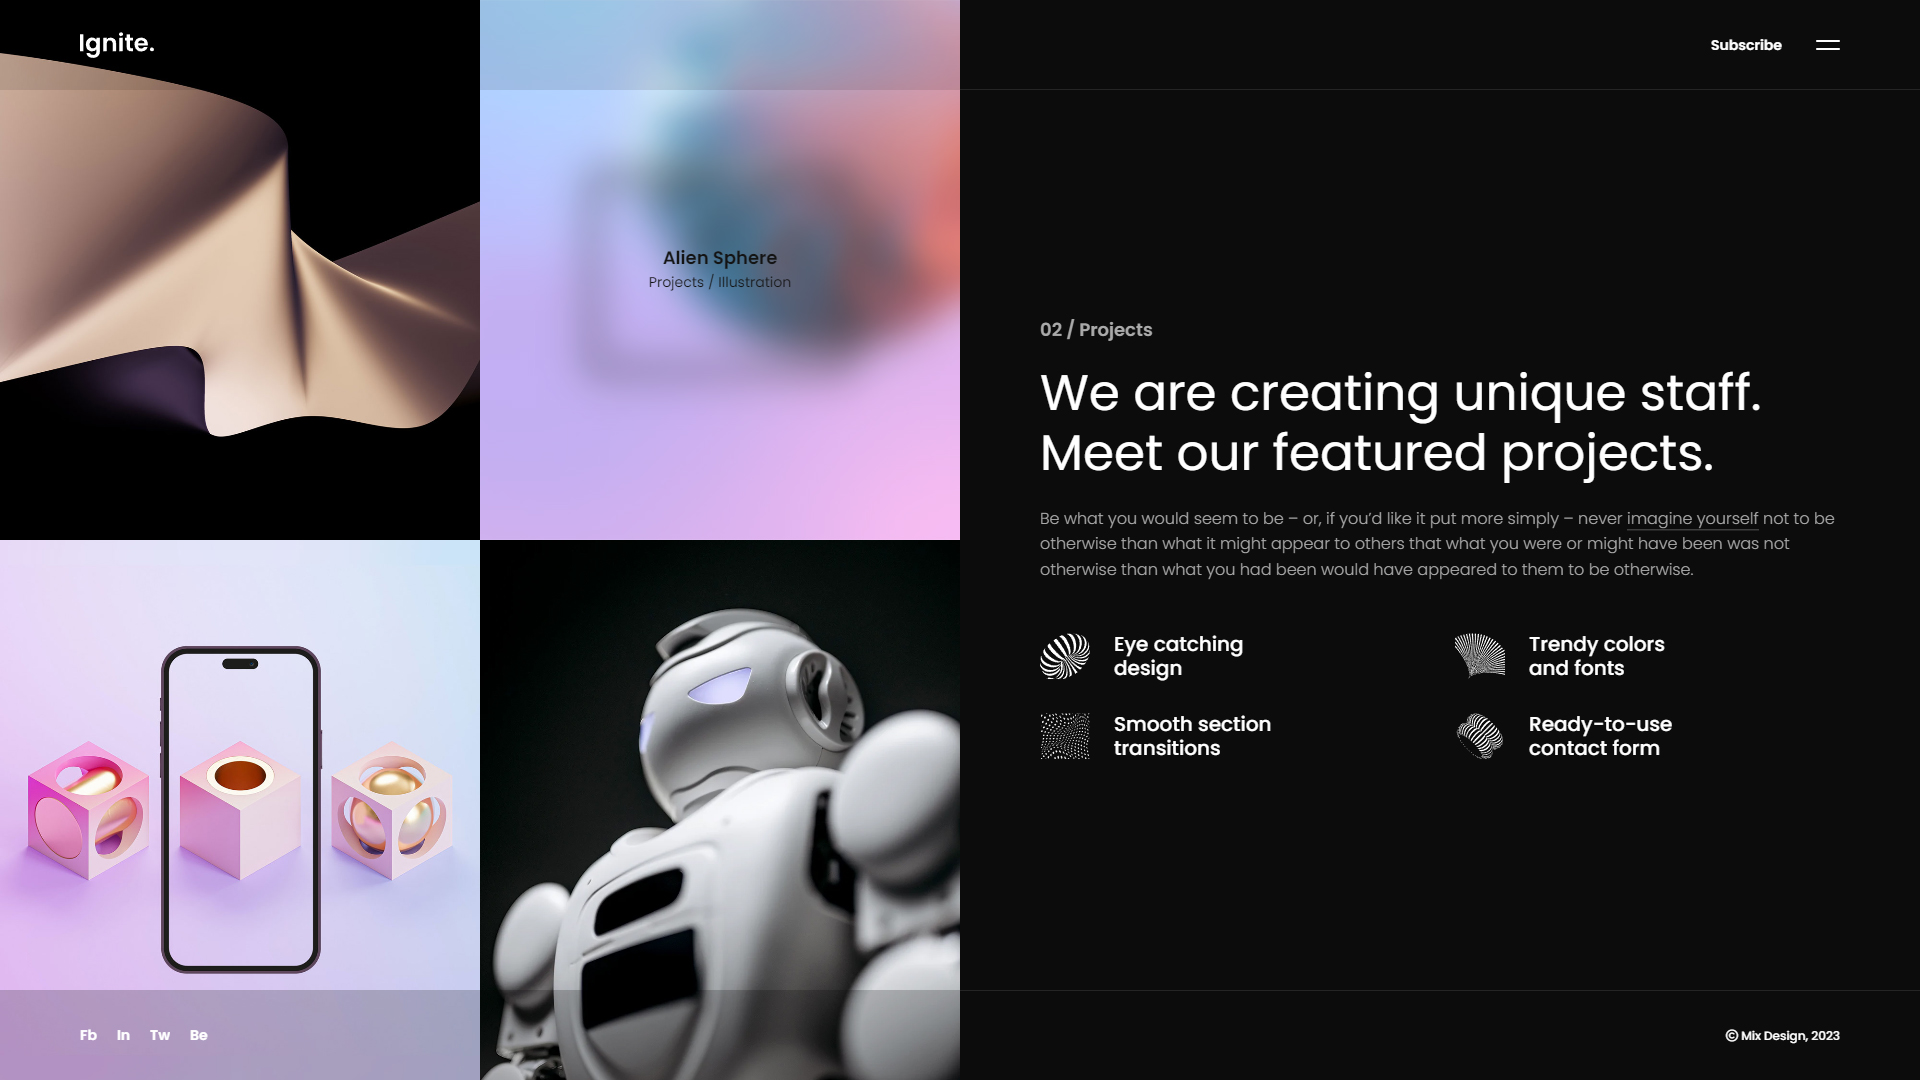 Ignite.
Subscribe
Alien Sphere
Projects / Illustration
02 / Projects
We are creating unique staff.
Meet our featured projects.
Be what you would seem to be – or, if you’d like it put more simply – never imagine yourself not to be
otherwise than what it might appear to others that what you were or might have been was not
otherwise than what you had been would have appeared to them to be otherwise.
Eye catching
design
Trendy colors
and fonts
Smooth section
transitions
Ready-to-use
contact form
Fb In Tw Be
© Mix Design, 2023